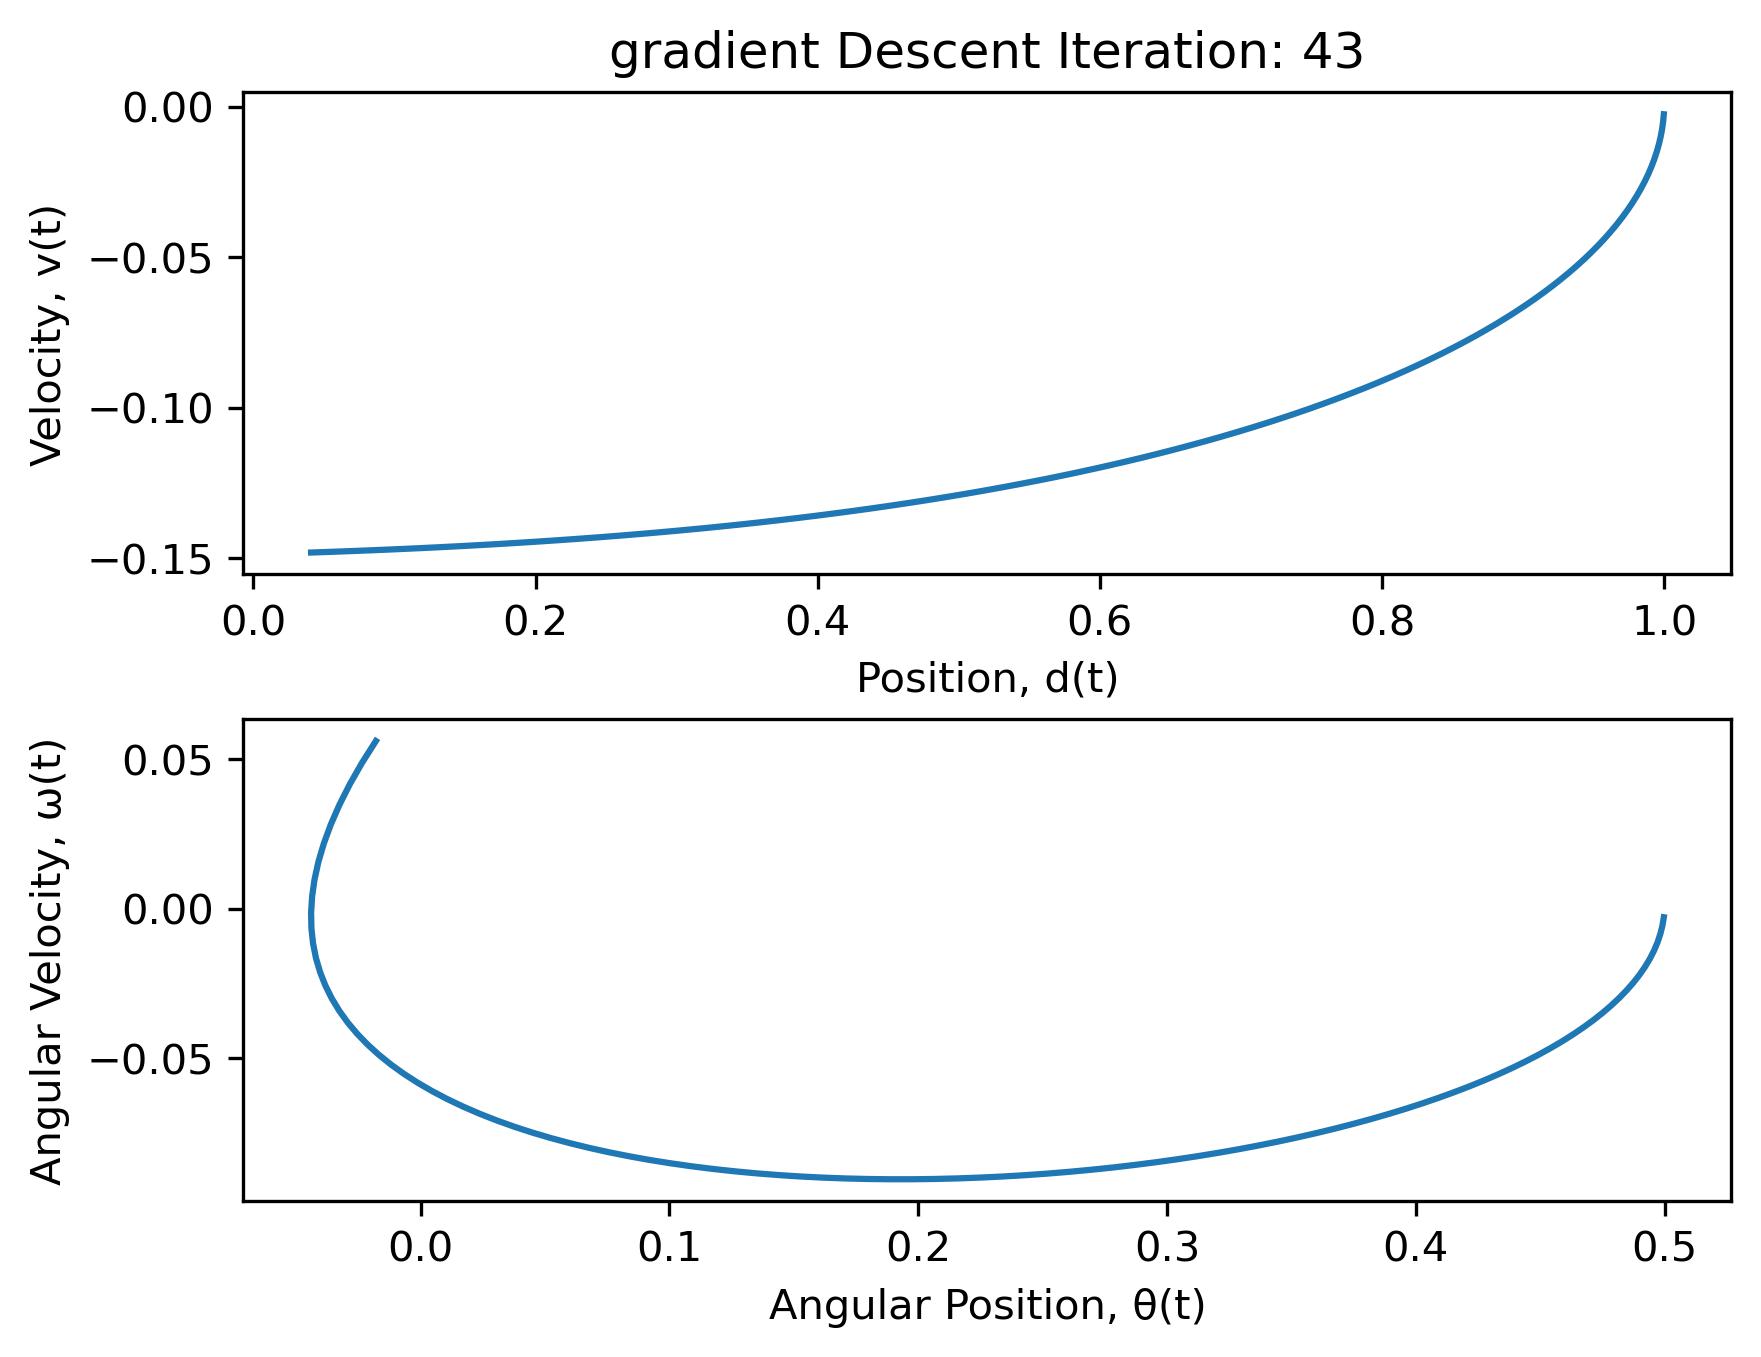 gradient Descent Iteration: 43
0.00
−0.05
−0.10
−0.15
Velocity, v(t)
0.0 0.2 0.4 0.6 0.8 1.0
Position, d(t)
0.05
0.00
−0.05
Angular Velocity, ω(t)
0.0 0.1 0.2 0.3 0.4 0.5
Angular Position, θ(t)